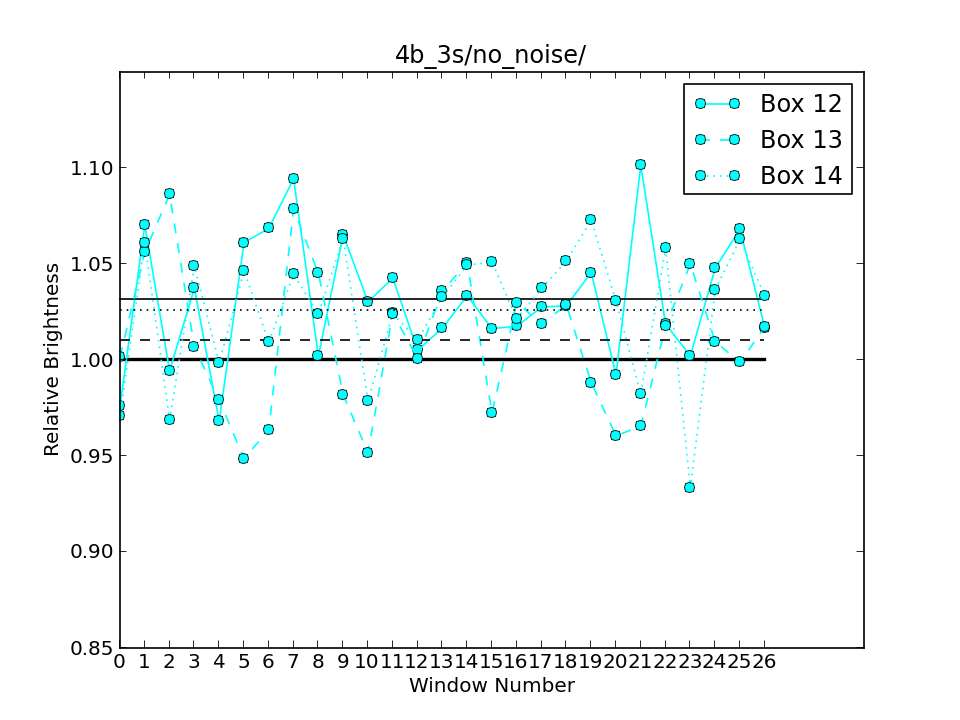 4b_3s/no_noise/
Box 12
Box 13
Box 14
Relative Brightness
1.10
1.05
1.00
0.95
0.90
0.85
0 1 2 3 4 5 6 7 8 9 10 11 12 13 14 15 16 17 18 19 20 21 22 23 24 25 26
Window Number